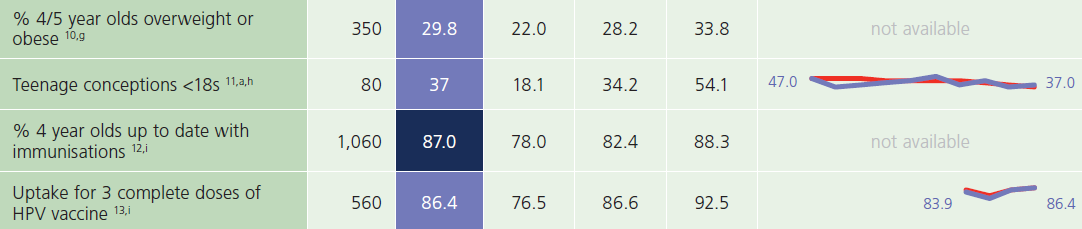 % 4/5 year olds overweight or
obese 10,g
350 29.8 22.0 28.2 33.8 not available
Teenage conceptions <18s 11,a,h 80 37 18.1 34.2 54.1 47.0 37.0
% 4 year olds up to date with
immunisations 12,i
1,060 87.0 78.0 82.4 88.3 not available
Uptake for 3 complete doses of
HPV vaccine 13,i
560 86.4 76.5 86.6 92.5 83.9 86.4